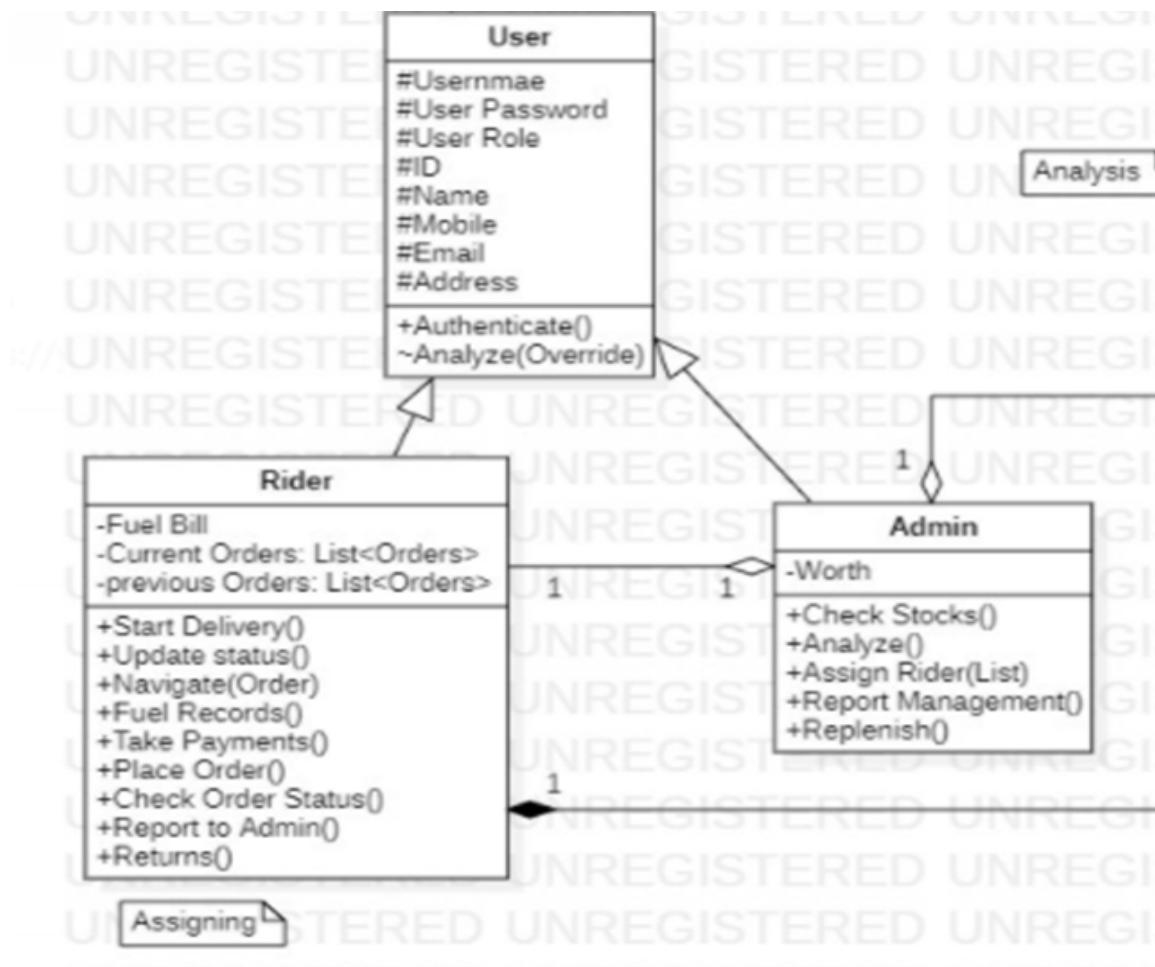 User
#Usernmae
#User Password
#User Role
#ID
#Name
#Mobile
#Email
#Address
+Authenticate()
~Analyze(Override)
Analysis
Rider
-Fuel Bill
-Current Orders: List<Orders>
-previous Orders: List<Orders>
+Start Delivery()
+Update status()
+Navigate(Order)
+Fuel Records()
+Take Payments()
+Place Order()
+Check Order Status()
+Report to Admin()
+Returns()
1
1
1
Admin
-Worth
+Check Stocks()
+Analyze()
+Assign Rider(List)
+Report Management()
+Replenish()
1
Assigning
UNREGISTERED UNREGI